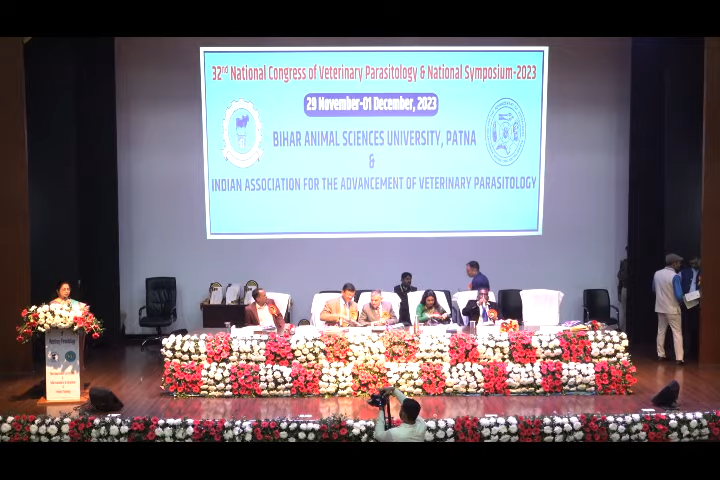 32nd National Congress of Veterinary Parasitology & National Symposium-2023
29 November-01 December, 2023
BIHAR ANIMAL SCIENCES UNIVERSITY, PATNA
&
INDIAN ASSOCIATION FOR THE ADVANCEMENT OF VETERINARY PARASITOLOGY